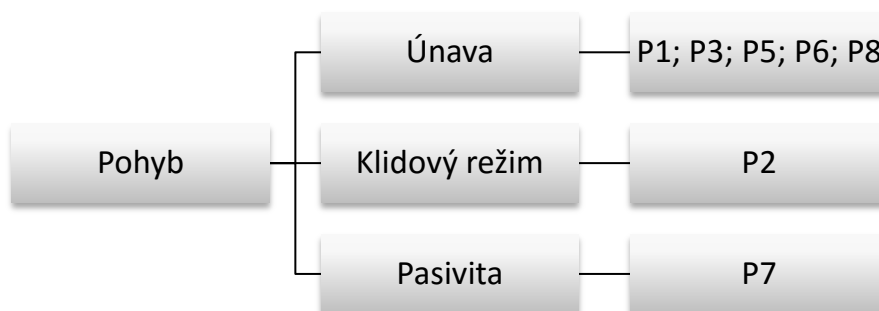 Únava
P1; P3; P5; P6; P8
Pohyb
Klidový režim
P2
Pasivita
P7